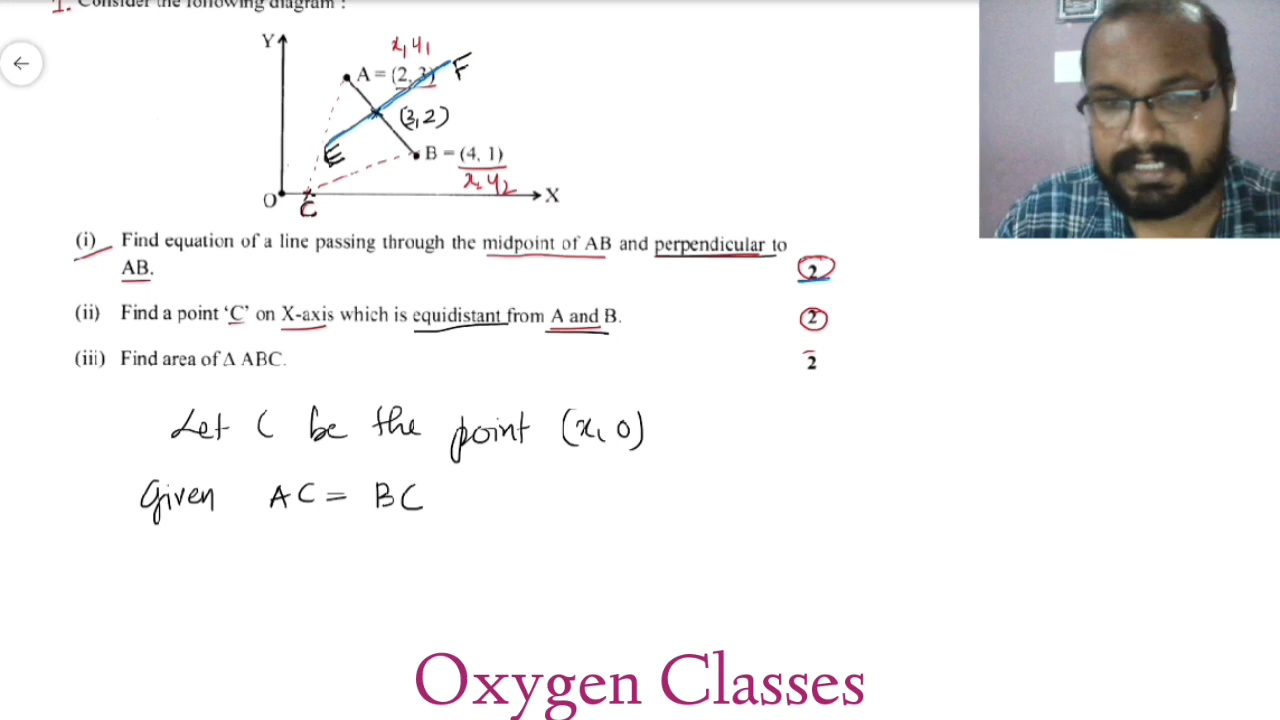 1. Consider the following diagram :
Y
x, y1
A = (2, 3) F
(3, 2)
E
B = (4, 1)
x, y2
O C X
(i) Find equation of a line passing through the midpoint of AB and perpendicular to
AB. 2
(ii) Find a point ‘C’ on X-axis which is equidistant from A and B. 2
(iii) Find area of Δ ABC. 2
Let C be the point (x, 0)
Given AC = BC
Oxygen Classes